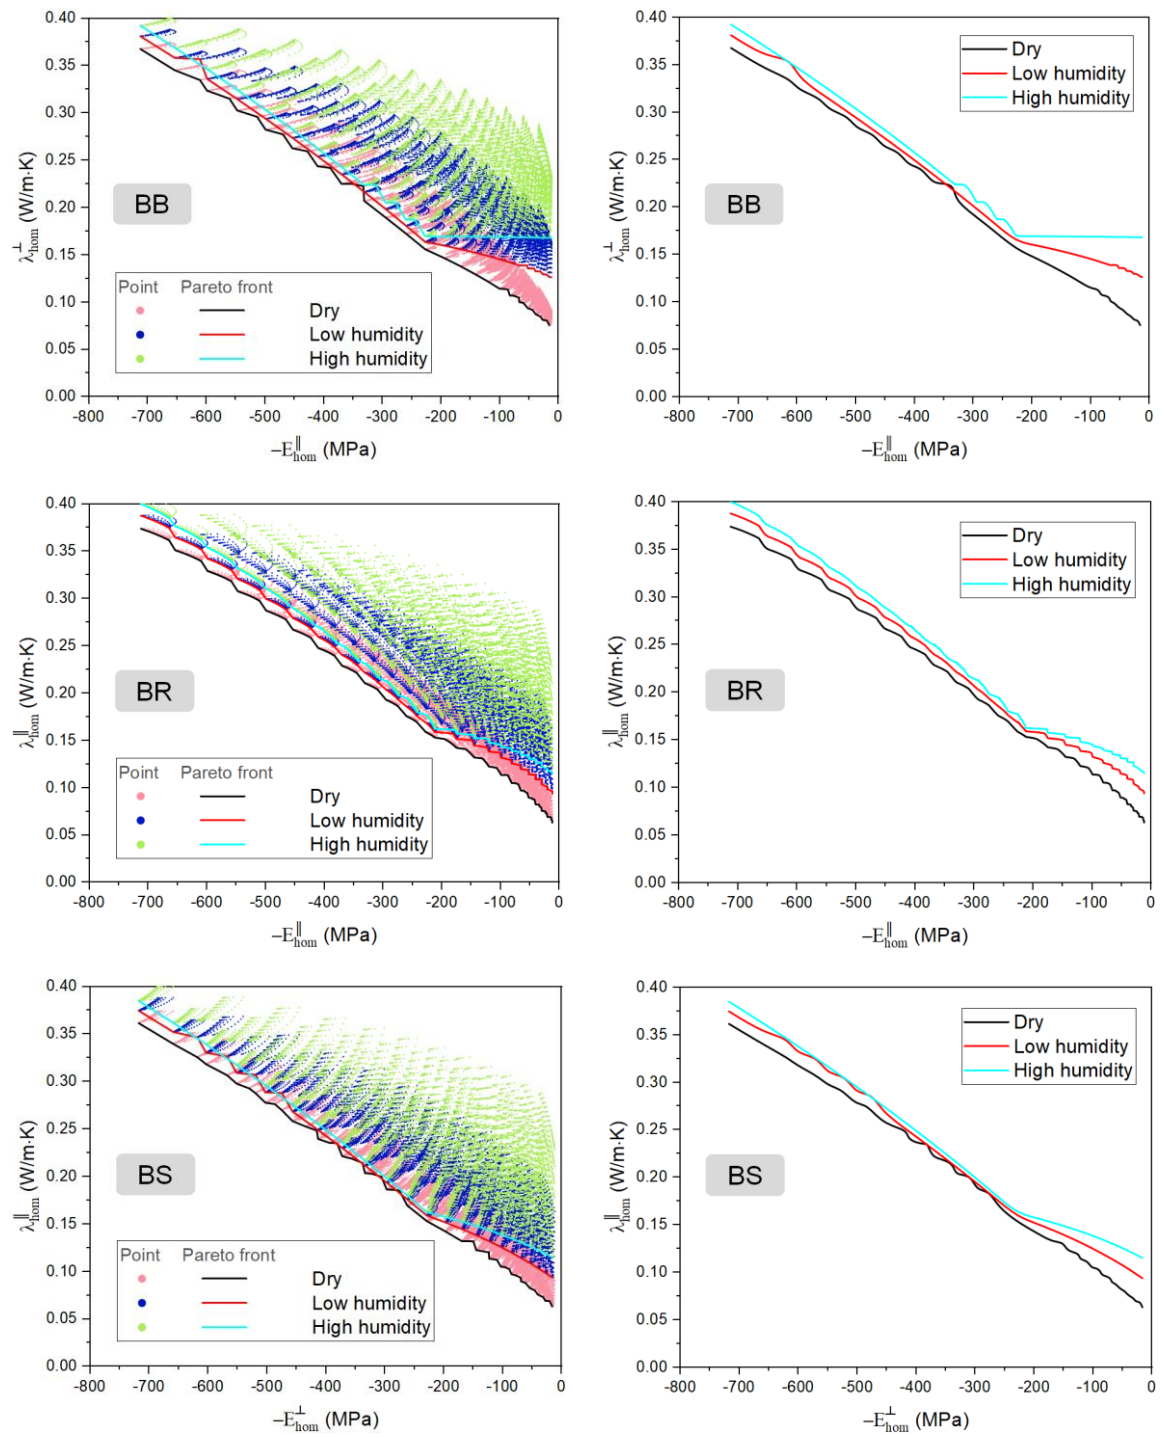 0.40
0.35
0.30
0.25
0.20
0.15
0.10
0.05
0.00
λ⊥hom (W/m·K)
BB
Point Pareto front
Dry
Low humidity
High humidity
-800 -700 -600 -500 -400 -300 -200 -100 0
–E∥hom (MPa)
0.40
0.35
0.30
0.25
0.20
0.15
0.10
0.05
0.00
λ⊥hom (W/m·K)
Dry
Low humidity
High humidity
BB
-800 -700 -600 -500 -400 -300 -200 -100 0
–E∥hom (MPa)
0.40
0.35
0.30
0.25
0.20
0.15
0.10
0.05
0.00
λ∥hom (W/m·K)
BR
Point Pareto front
Dry
Low humidity
High humidity
-800 -700 -600 -500 -400 -300 -200 -100 0
–E∥hom (MPa)
0.40
0.35
0.30
0.25
0.20
0.15
0.10
0.05
0.00
λ∥hom (W/m·K)
Dry
Low humidity
High humidity
BR
-800 -700 -600 -500 -400 -300 -200 -100 0
–E∥hom (MPa)
0.40
0.35
0.30
0.25
0.20
0.15
0.10
0.05
0.00
λ∥hom (W/m·K)
BS
Point Pareto front
Dry
Low humidity
High humidity
-800 -700 -600 -500 -400 -300 -200 -100 0
–E⊥hom (MPa)
0.40
0.35
0.30
0.25
0.20
0.15
0.10
0.05
0.00
λ∥hom (W/m·K)
Dry
Low humidity
High humidity
BS
-800 -700 -600 -500 -400 -300 -200 -100 0
–E⊥hom (MPa)